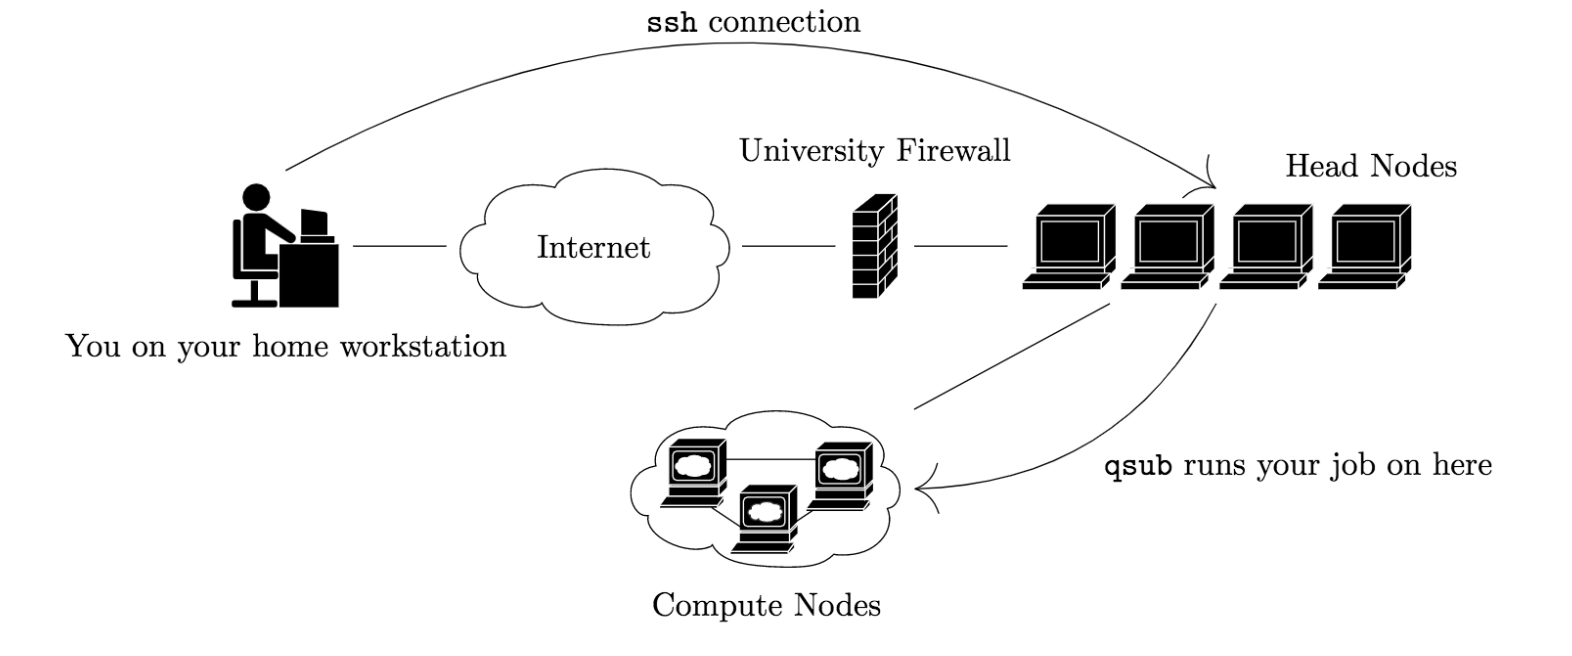 ssh connection
University Firewall
Head Nodes
Internet
You on your home workstation
qsub runs your job on here
Compute Nodes